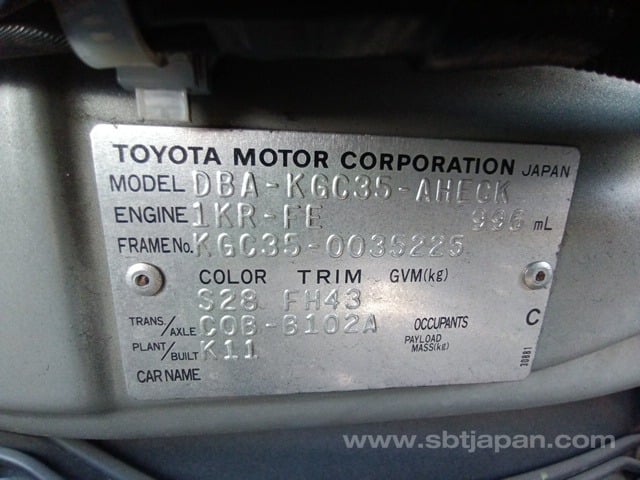 TOYOTA MOTOR CORPORATION JAPAN
MODEL DBA-KGC35-AHECK
ENGINE 1KR-FE 996 mL
FRAME No. KGC35-0035225
COLOR TRIM GVM(kg)
S28 FH43
TRANS./AXLE C0B-B102A OCCUPANTS C
PLANT/BUILT K11 PAYLOAD MASS(kg)
CAR NAME
30881
www.sbtjapan.com